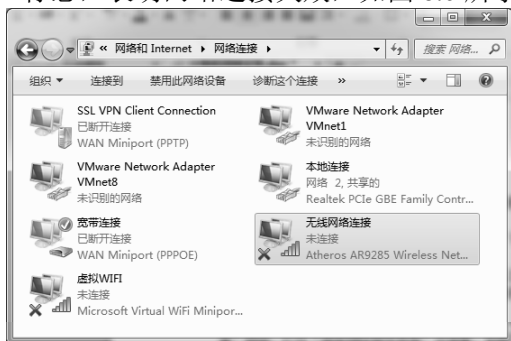 « 网络和 Internet ▸ 网络连接 ▸
搜索 网络...
组织 ▼ 连接到 禁用此网络设备 诊断这个连接 »
SSL VPN Client Connection
已断开连接
WAN Miniport (PPTP)
VMware Network Adapter
VMnet1
未识别的网络
VMware Network Adapter
VMnet8
未识别的网络
本地连接
网络 2, 共享的
Realtek PCIe GBE Family Contr...
宽带连接
已断开连接
WAN Miniport (PPPOE)
无线网络连接
未连接
Atheros AR9285 Wireless Net...
虚拟WIFI
未连接
Microsoft Virtual WiFi Minipor...